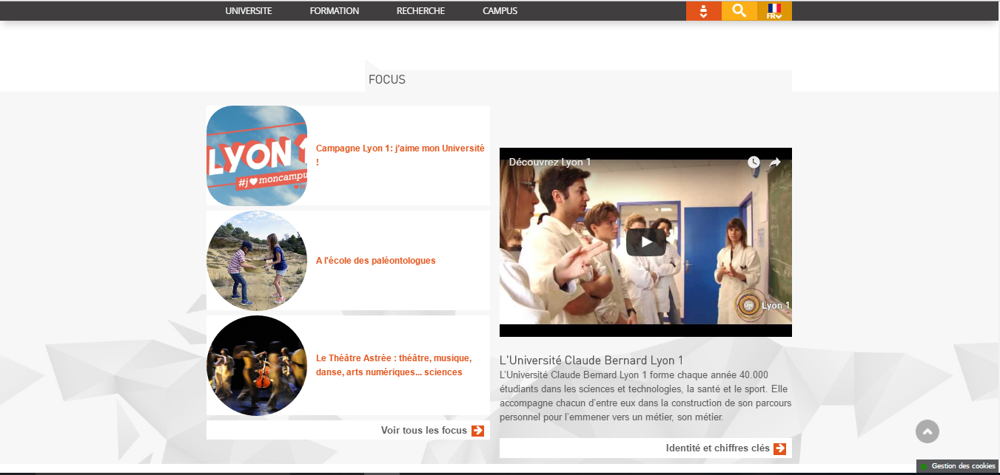 UNIVERSITE FORMATION RECHERCHE CAMPUS
FR
FOCUS
LYON 1
#j♥moncampu
Campagne Lyon 1: j'aime mon Université
!
A l'école des paléontologues
Le Théâtre Astrée : théâtre, musique,
danse, arts numériques... sciences
Voir tous les focus
Découvrez Lyon 1
Lyon 1
L'Université Claude Bernard Lyon 1
L'Université Claude Bernard Lyon 1 forme chaque année 40.000
étudiants dans les sciences et technologies, la santé et le sport. Elle
accompagne chacun d'entre eux dans la construction de son parcours
personnel pour l'emmener vers un métier, son métier.
Identité et chiffres clés
Gestion des cookies